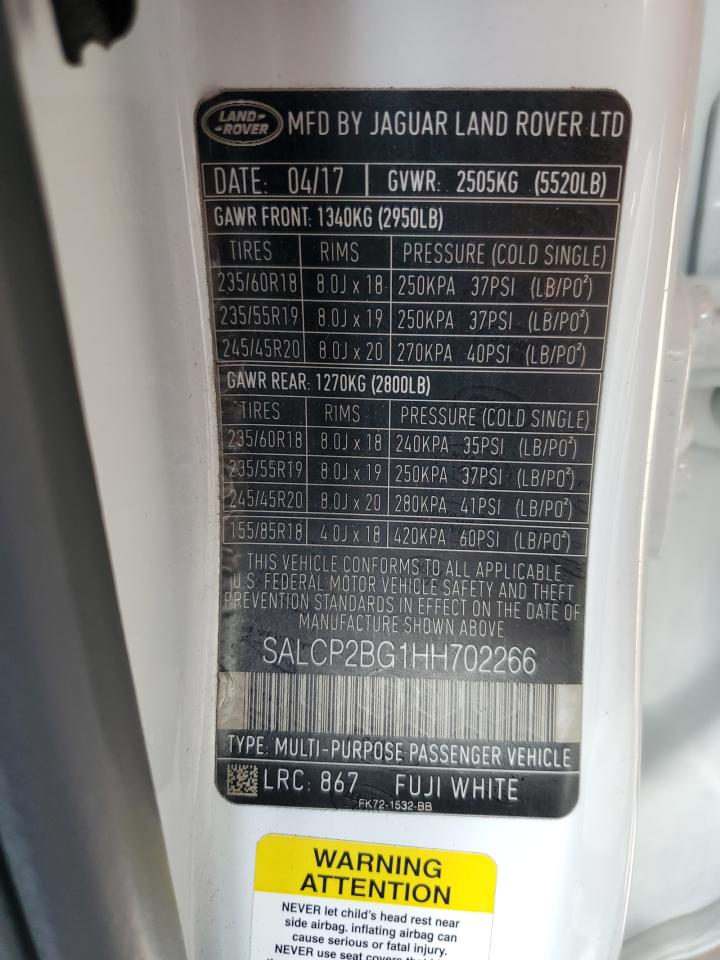 LAND-
-ROVER
MFD BY JAGUAR LAND ROVER LTD
DATE: 04/17 GVWR: 2505KG (5520LB)
GAWR FRONT: 1340KG (2950LB)
TIRES RIMS PRESSURE (COLD SINGLE)
235/60R18 8.0J x 18 250KPA 37PSI (LB/PO²)
235/55R19 8.0J x 19 250KPA 37PSI (LB/PO²)
245/45R20 8.0J x 20 270KPA 40PSI (LB/PO²)
GAWR REAR: 1270KG (2800LB)
TIRES RIMS PRESSURE (COLD SINGLE)
235/60R18 8.0J x 18 240KPA 35PSI (LB/PO²)
235/55R19 8.0J x 19 250KPA 37PSI (LB/PO²)
245/45R20 8.0J x 20 280KPA 41PSI (LB/PO²)
155/85R18 4.0J x 18 420KPA 60PSI (LB/PO²)
THIS VEHICLE CONFORMS TO ALL APPLICABLE
U.S. FEDERAL MOTOR VEHICLE SAFETY AND THEFT
PREVENTION STANDARDS IN EFFECT ON THE DATE OF
MANUFACTURE SHOWN ABOVE
SALCP2BG1HH702266
TYPE: MULTI-PURPOSE PASSENGER VEHICLE
LRC: 867 FUJI WHITE
FK72-1532-BB
WARNING
ATTENTION
NEVER let child's head rest near
side airbag. inflating airbag can
cause serious or fatal injury.
NEVER use seat covers that